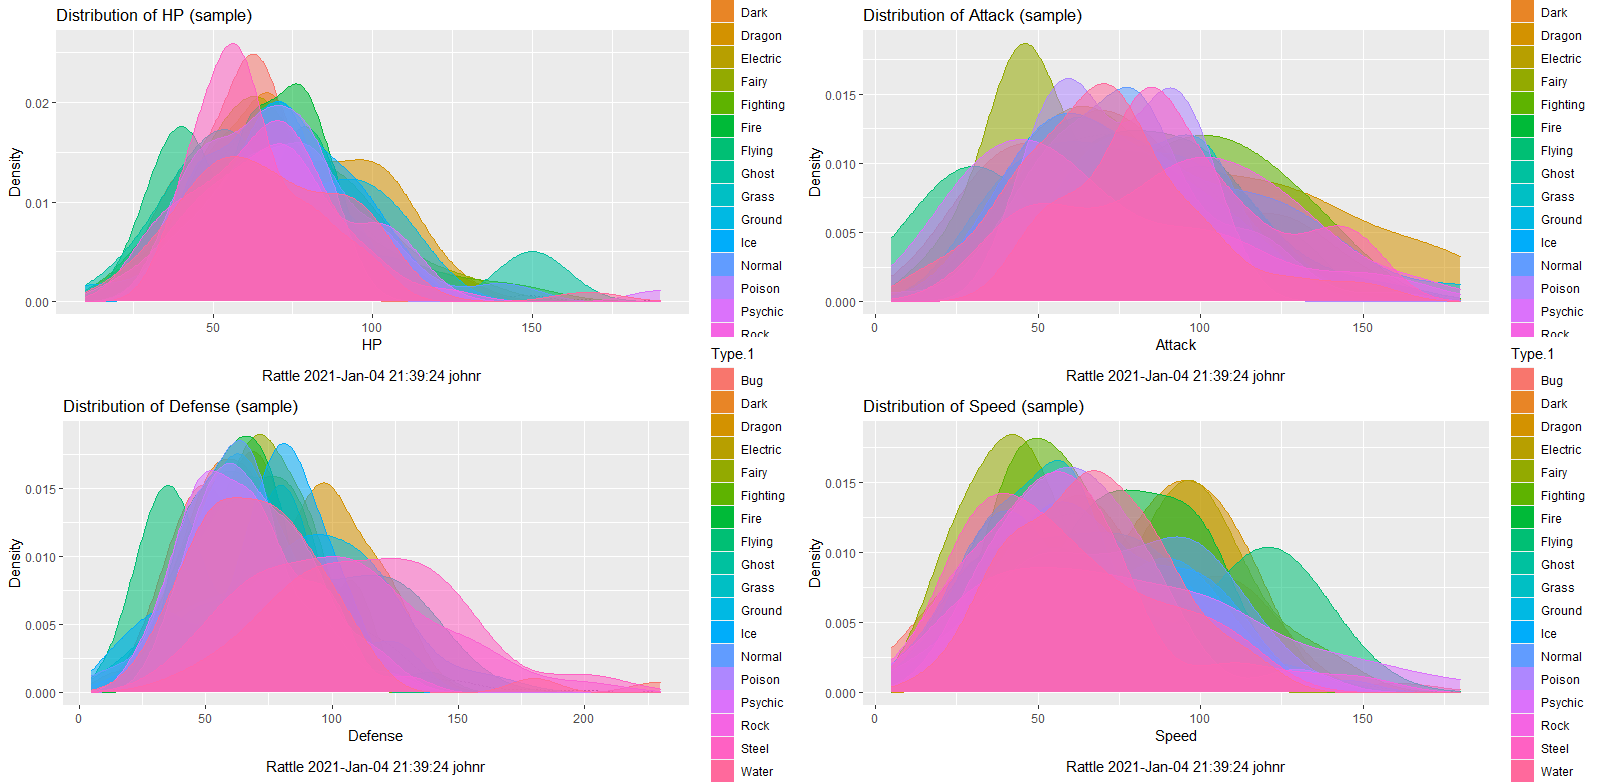 Distribution of HP (sample)
Density
0.02
0.01
0.00
50
100
150
HP
Rattle 2021-Jan-04 21:39:24 johnr
Dark
Dragon
Electric
Fairy
Fighting
Fire
Flying
Ghost
Grass
Ground
Ice
Normal
Poison
Psychic
Rock
Distribution of Attack (sample)
Density
0.015
0.010
0.005
0.000
0
50
100
150
Attack
Rattle 2021-Jan-04 21:39:24 johnr
Dark
Dragon
Electric
Fairy
Fighting
Fire
Flying
Ghost
Grass
Ground
Ice
Normal
Poison
Psychic
Rock
Distribution of Defense (sample)
Density
0.015
0.010
0.005
0.000
0
50
100
150
200
Defense
Rattle 2021-Jan-04 21:39:24 johnr
Type.1
Bug
Dark
Dragon
Electric
Fairy
Fighting
Fire
Flying
Ghost
Grass
Ground
Ice
Normal
Poison
Psychic
Rock
Steel
Water
Distribution of Speed (sample)
Density
0.015
0.010
0.005
0.000
0
50
100
150
Speed
Rattle 2021-Jan-04 21:39:24 johnr
Type.1
Bug
Dark
Dragon
Electric
Fairy
Fighting
Fire
Flying
Ghost
Grass
Ground
Ice
Normal
Poison
Psychic
Rock
Steel
Water